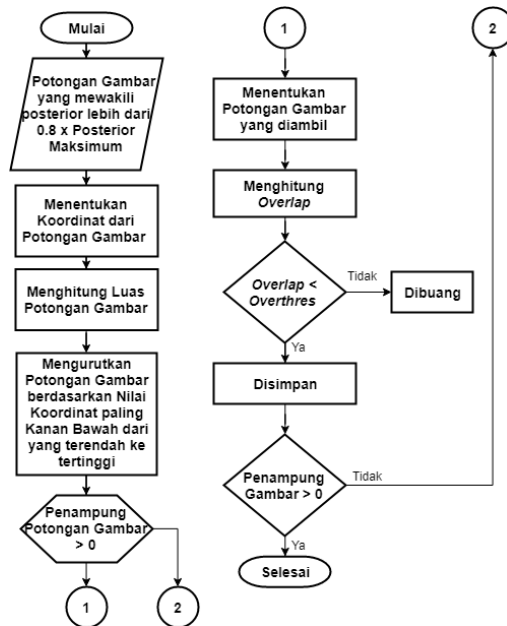 Mulai
Potongan Gambar
yang mewakili
posterior lebih dari
0.8 x Posterior
Maksimum
Menentukan
Koordinat dari
Potongan Gambar
Menghitung Luas
Potongan Gambar
Mengurutkan
Potongan Gambar
berdasarkan Nilai
Koordinat paling
Kanan Bawah dari
yang terendah ke
tertinggi
Penampung
Potongan Gambar
> 0
1
2
1
Menentukan
Potongan Gambar
yang diambil
Menghitung
Overlap
Overlap <
Overthres
Tidak
Dibuang
Ya
Disimpan
Penampung
Gambar > 0
Tidak
Ya
Selesai
2